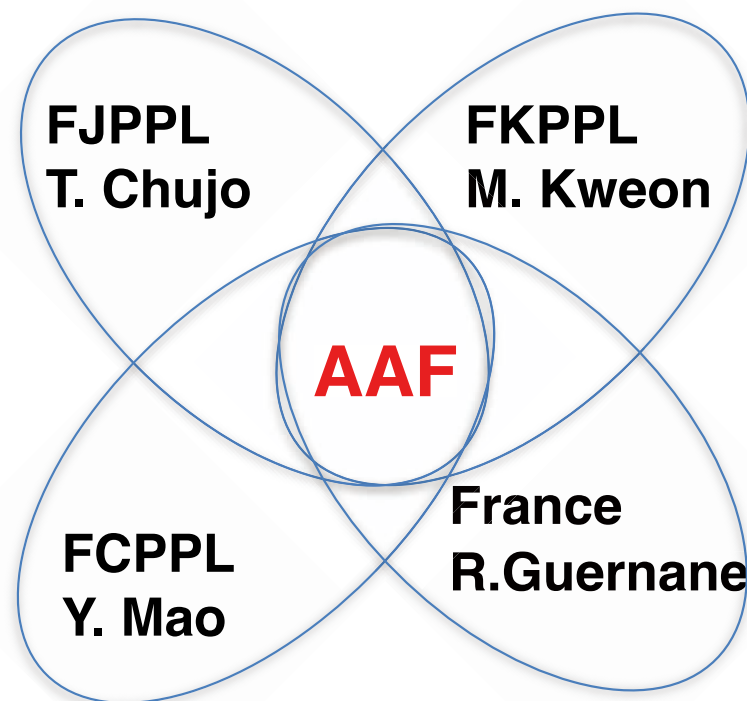 FJPPL
T. Chujo
FKPPL
M. Kweon
AAF
FCPPL
Y. Mao
France
R.Guernane